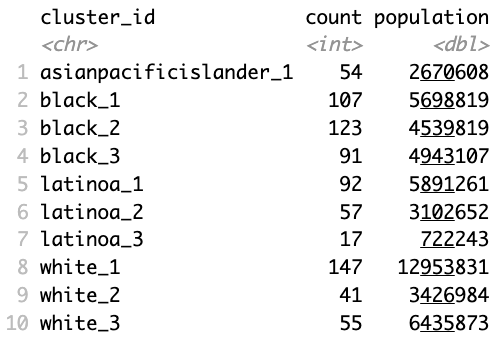 cluster_id count population
<chr> <int> <dbl>
1 asianpacificislander_1 54 2670608
2 black_1 107 5698819
3 black_2 123 4539819
4 black_3 91 4943107
5 latinoa_1 92 5891261
6 latinoa_2 57 3102652
7 latinoa_3 17 722243
8 white_1 147 12953831
9 white_2 41 3426984
10 white_3 55 6435873